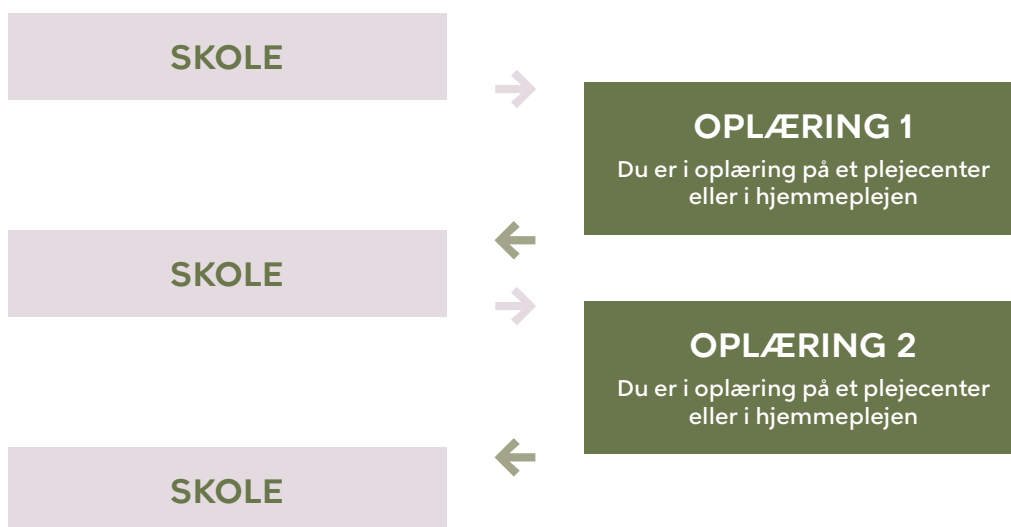 SKOLE
OPLÆRING 1
Du er i oplæring på et plejecenter
eller i hjemmeplejen
SKOLE
OPLÆRING 2
Du er i oplæring på et plejecenter
eller i hjemmeplejen
SKOLE